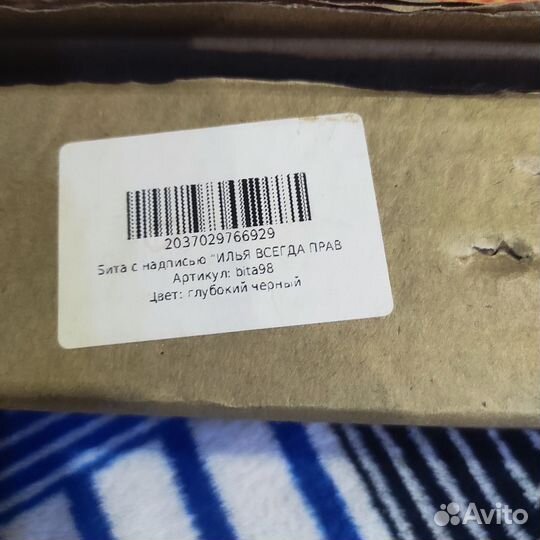 2037029766929
Бита с надписью "ИЛЬЯ ВСЕГДА ПРАВ
Артикул: bita98
Цвет: глубокий черный
Avito